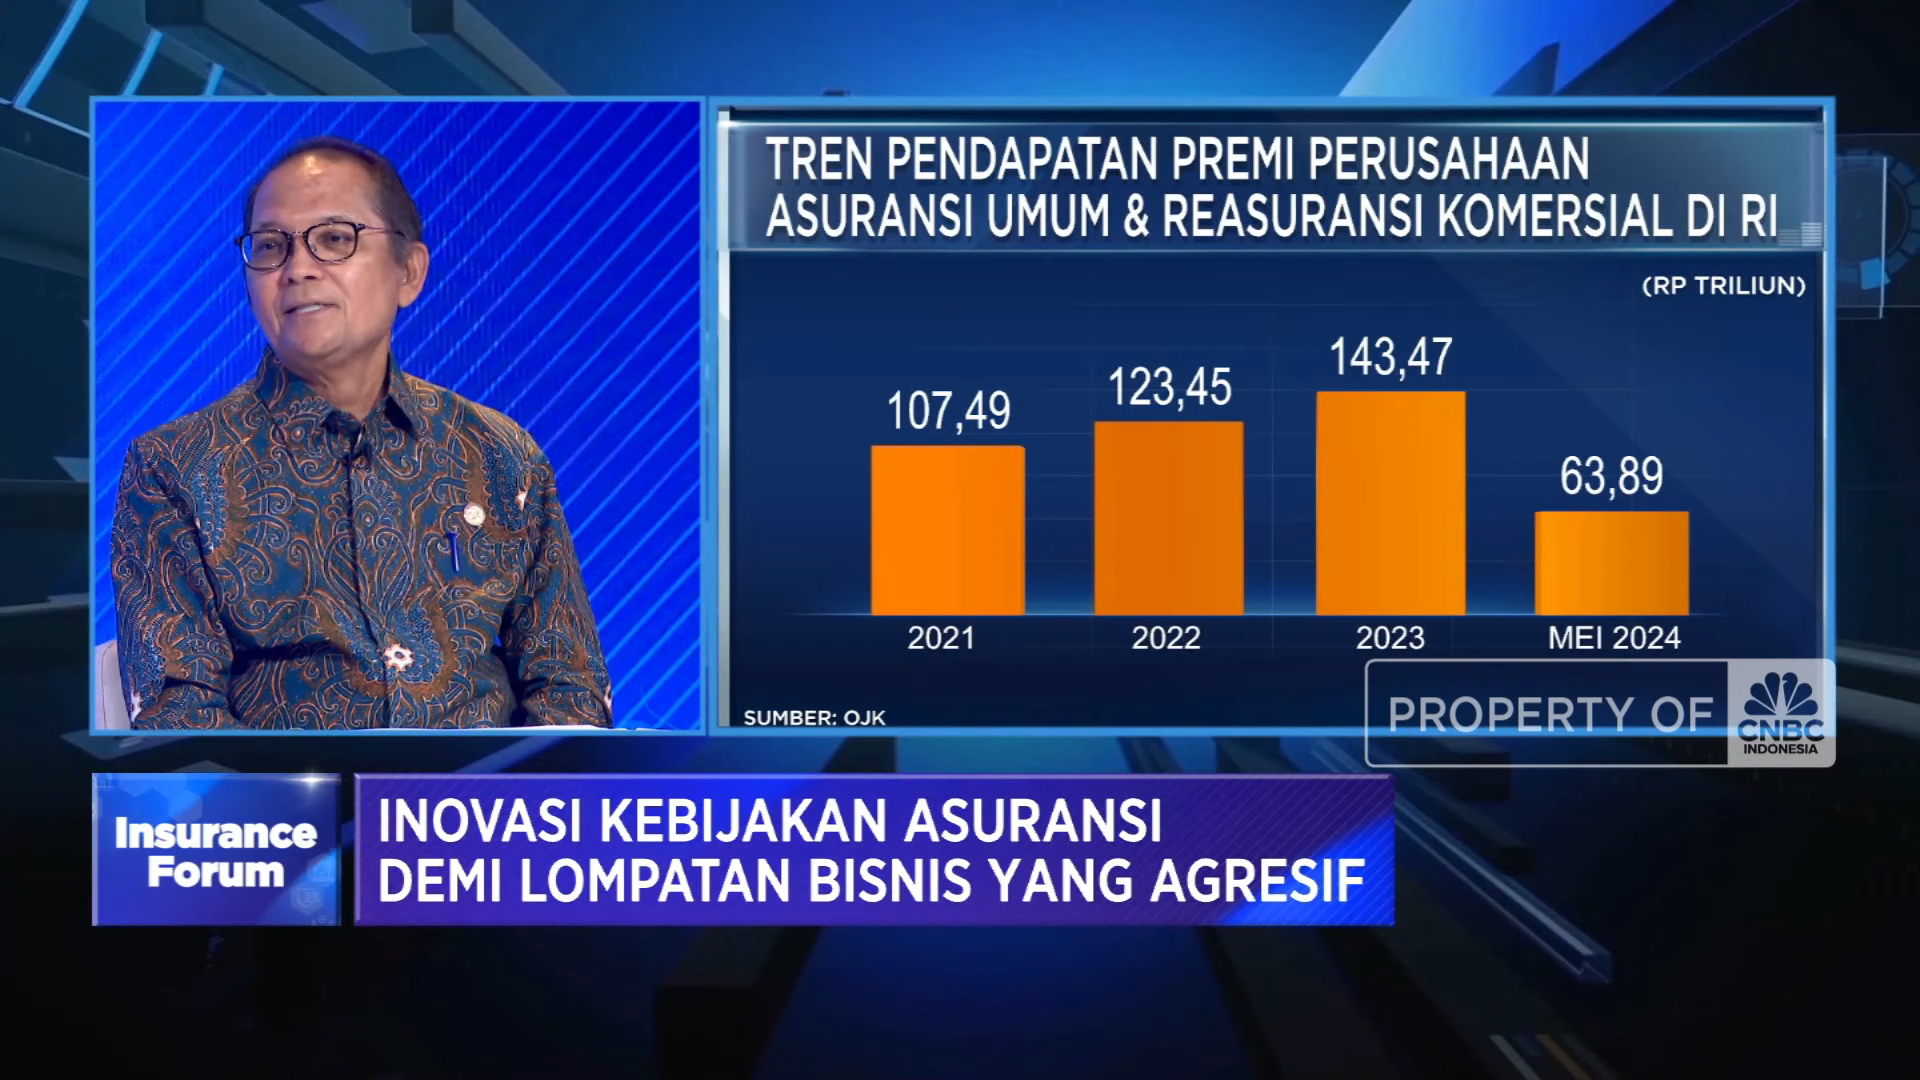 TREN PENDAPATAN PREMI PERUSAHAAN
ASURANSI UMUM & REASURANSI KOMERSIAL DI RI
(RP TRILIUN)
107,49
123,45
143,47
63,89
2021
2022
2023
MEI 2024
SUMBER: OJK
PROPERTY OF
CNBC
INDONESIA
Insurance
Forum
INOVASI KEBIJAKAN ASURANSI
DEMI LOMPATAN BISNIS YANG AGRESIF